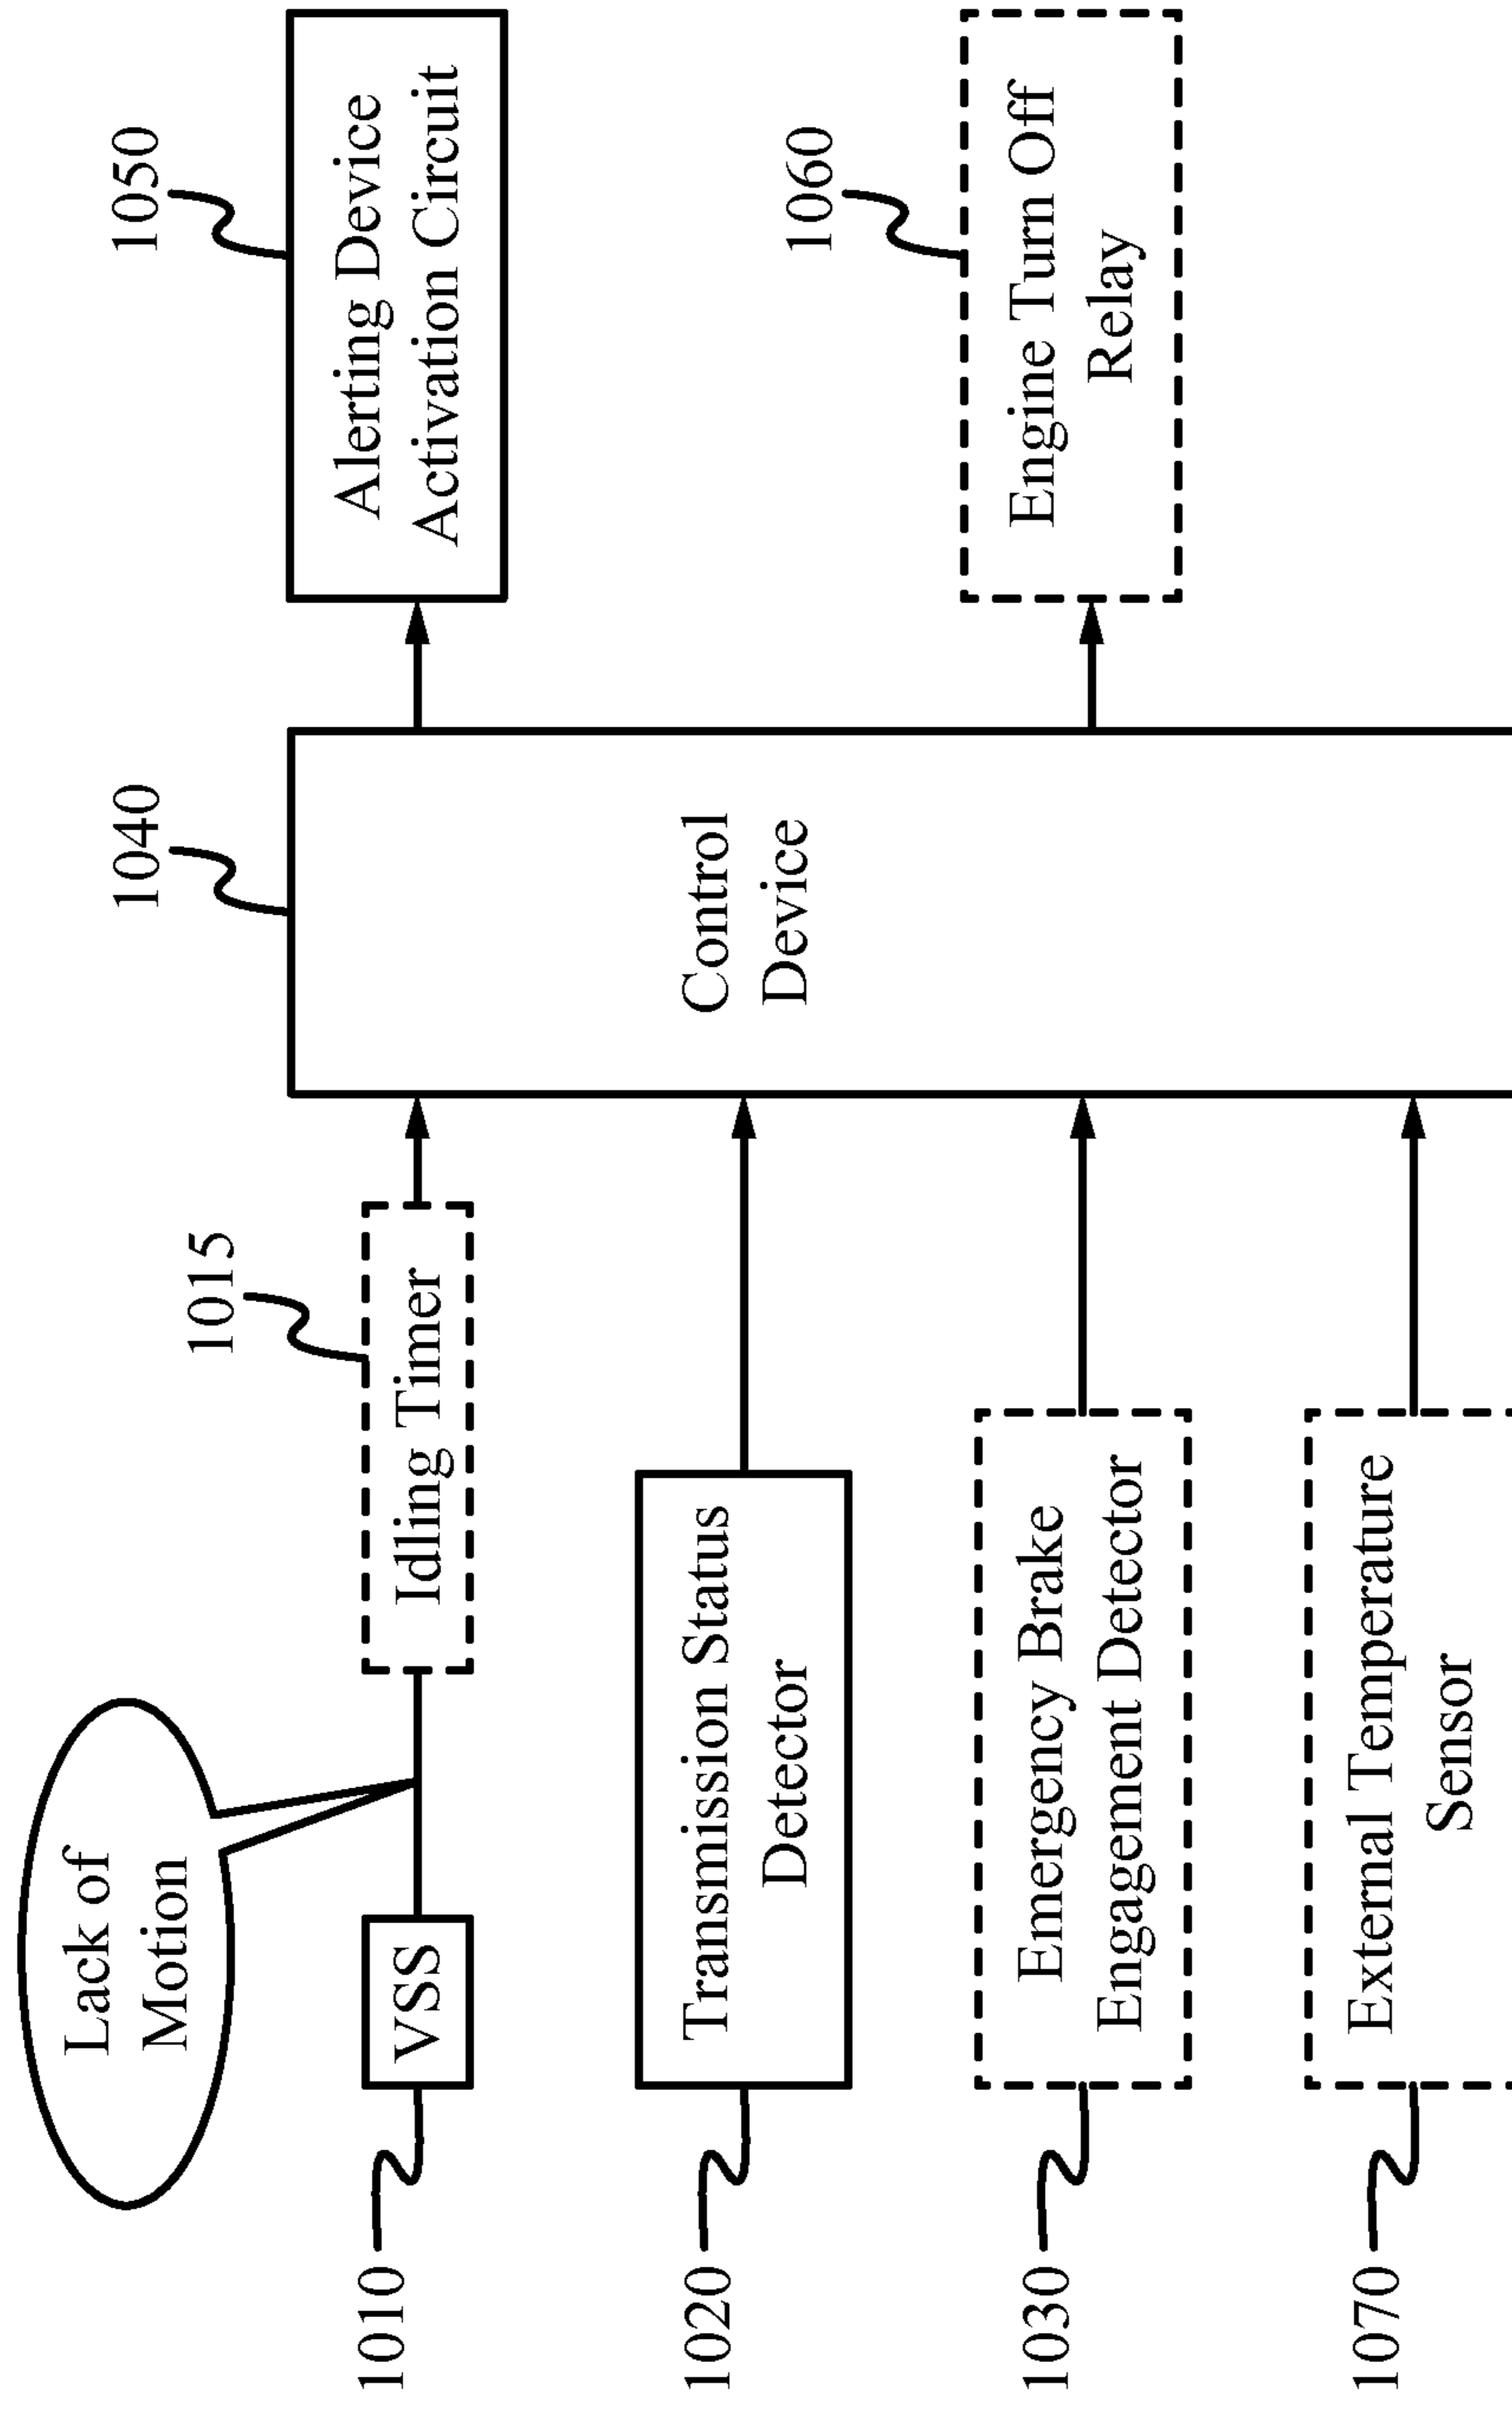 Lack of
Motion
1010
VSS
1015
Idling Timer
1040
Control
Device
1050
Alerting Device
Activation Circuit
1020
Transmission Status
Detector
1030
Emergency Brake
Engagement Detector
1060
Engine Turn Off
Relay
1070
External Temperature
Sensor